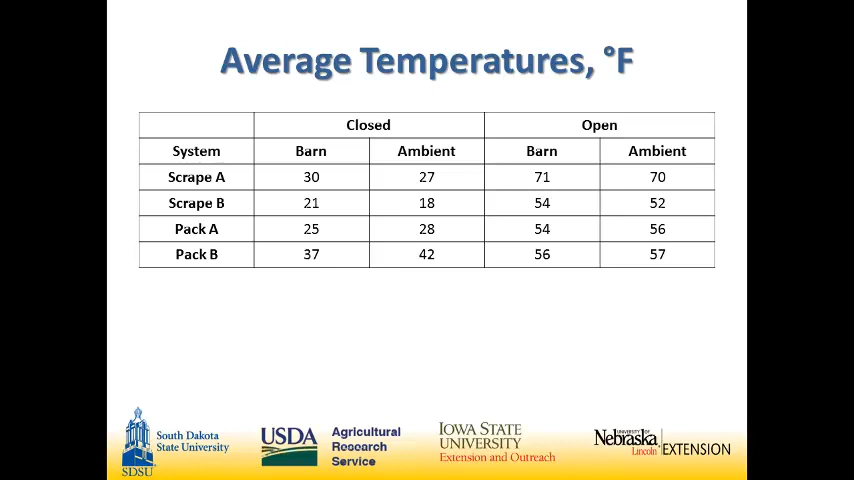 Average Temperatures, °F
Closed Open
System Barn Ambient Barn Ambient
Scrape A 30 27 71 70
Scrape B 21 18 54 52
Pack A 25 28 54 56
Pack B 37 42 56 57
SDSU
South Dakota
State University
USDA
Agricultural
Research
Service
IOWA STATE
UNIVERSITY
Extension and Outreach
UNIVERSITY OF
Nebraska
Lincoln
EXTENSION